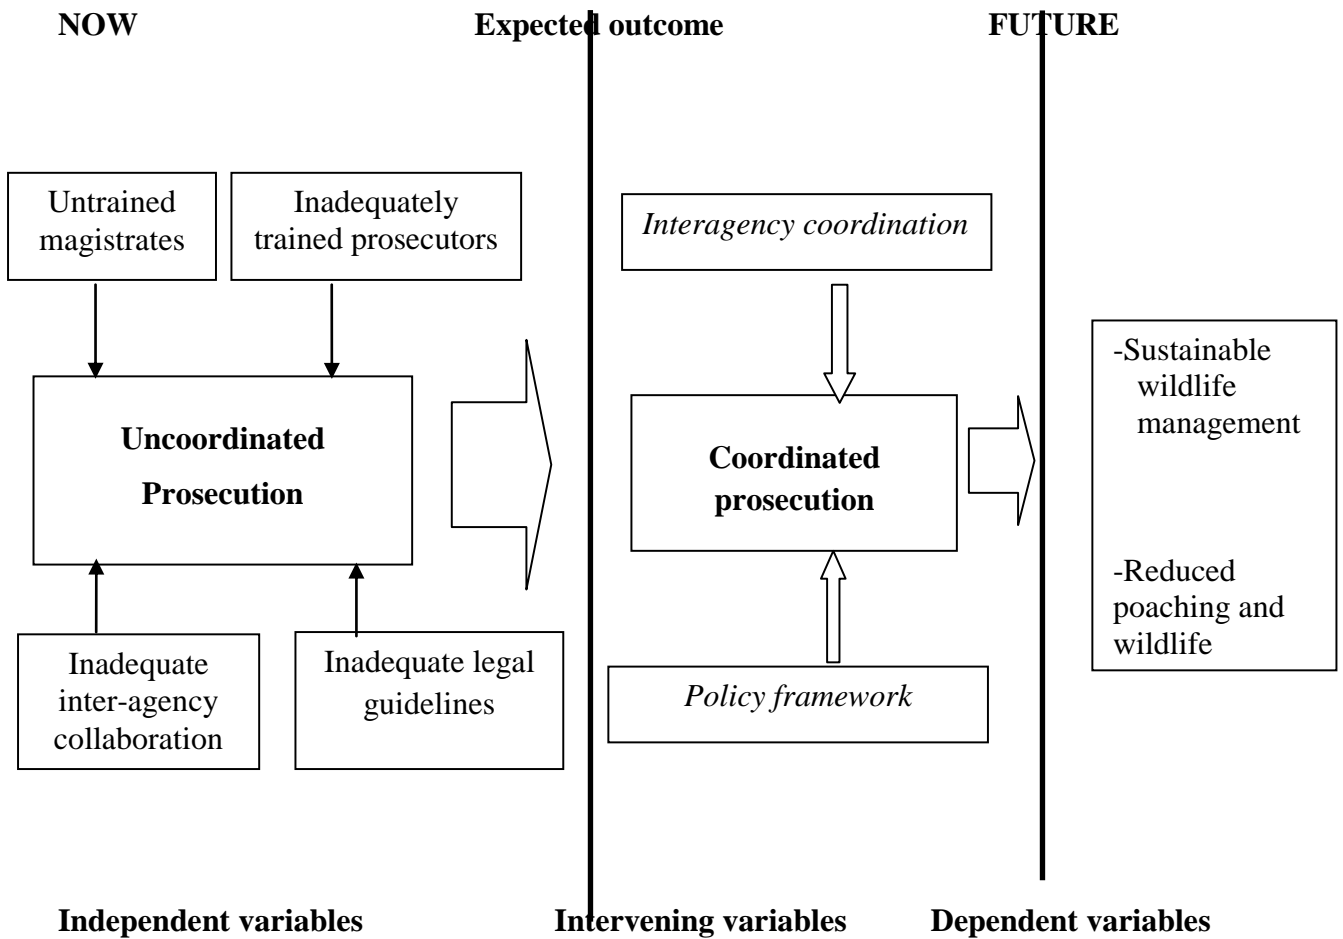 NOW
Expected outcome
FUTURE
Untrained
magistrates
Inadequately
trained prosecutors
Uncoordinated
Prosecution
Inadequate
inter-agency
collaboration
Inadequate legal
guidelines
Interagency coordination
Coordinated
prosecution
Policy framework
-Sustainable
wildlife
management
-Reduced
poaching and
wildlife
Independent variables
Intervening variables
Dependent variables